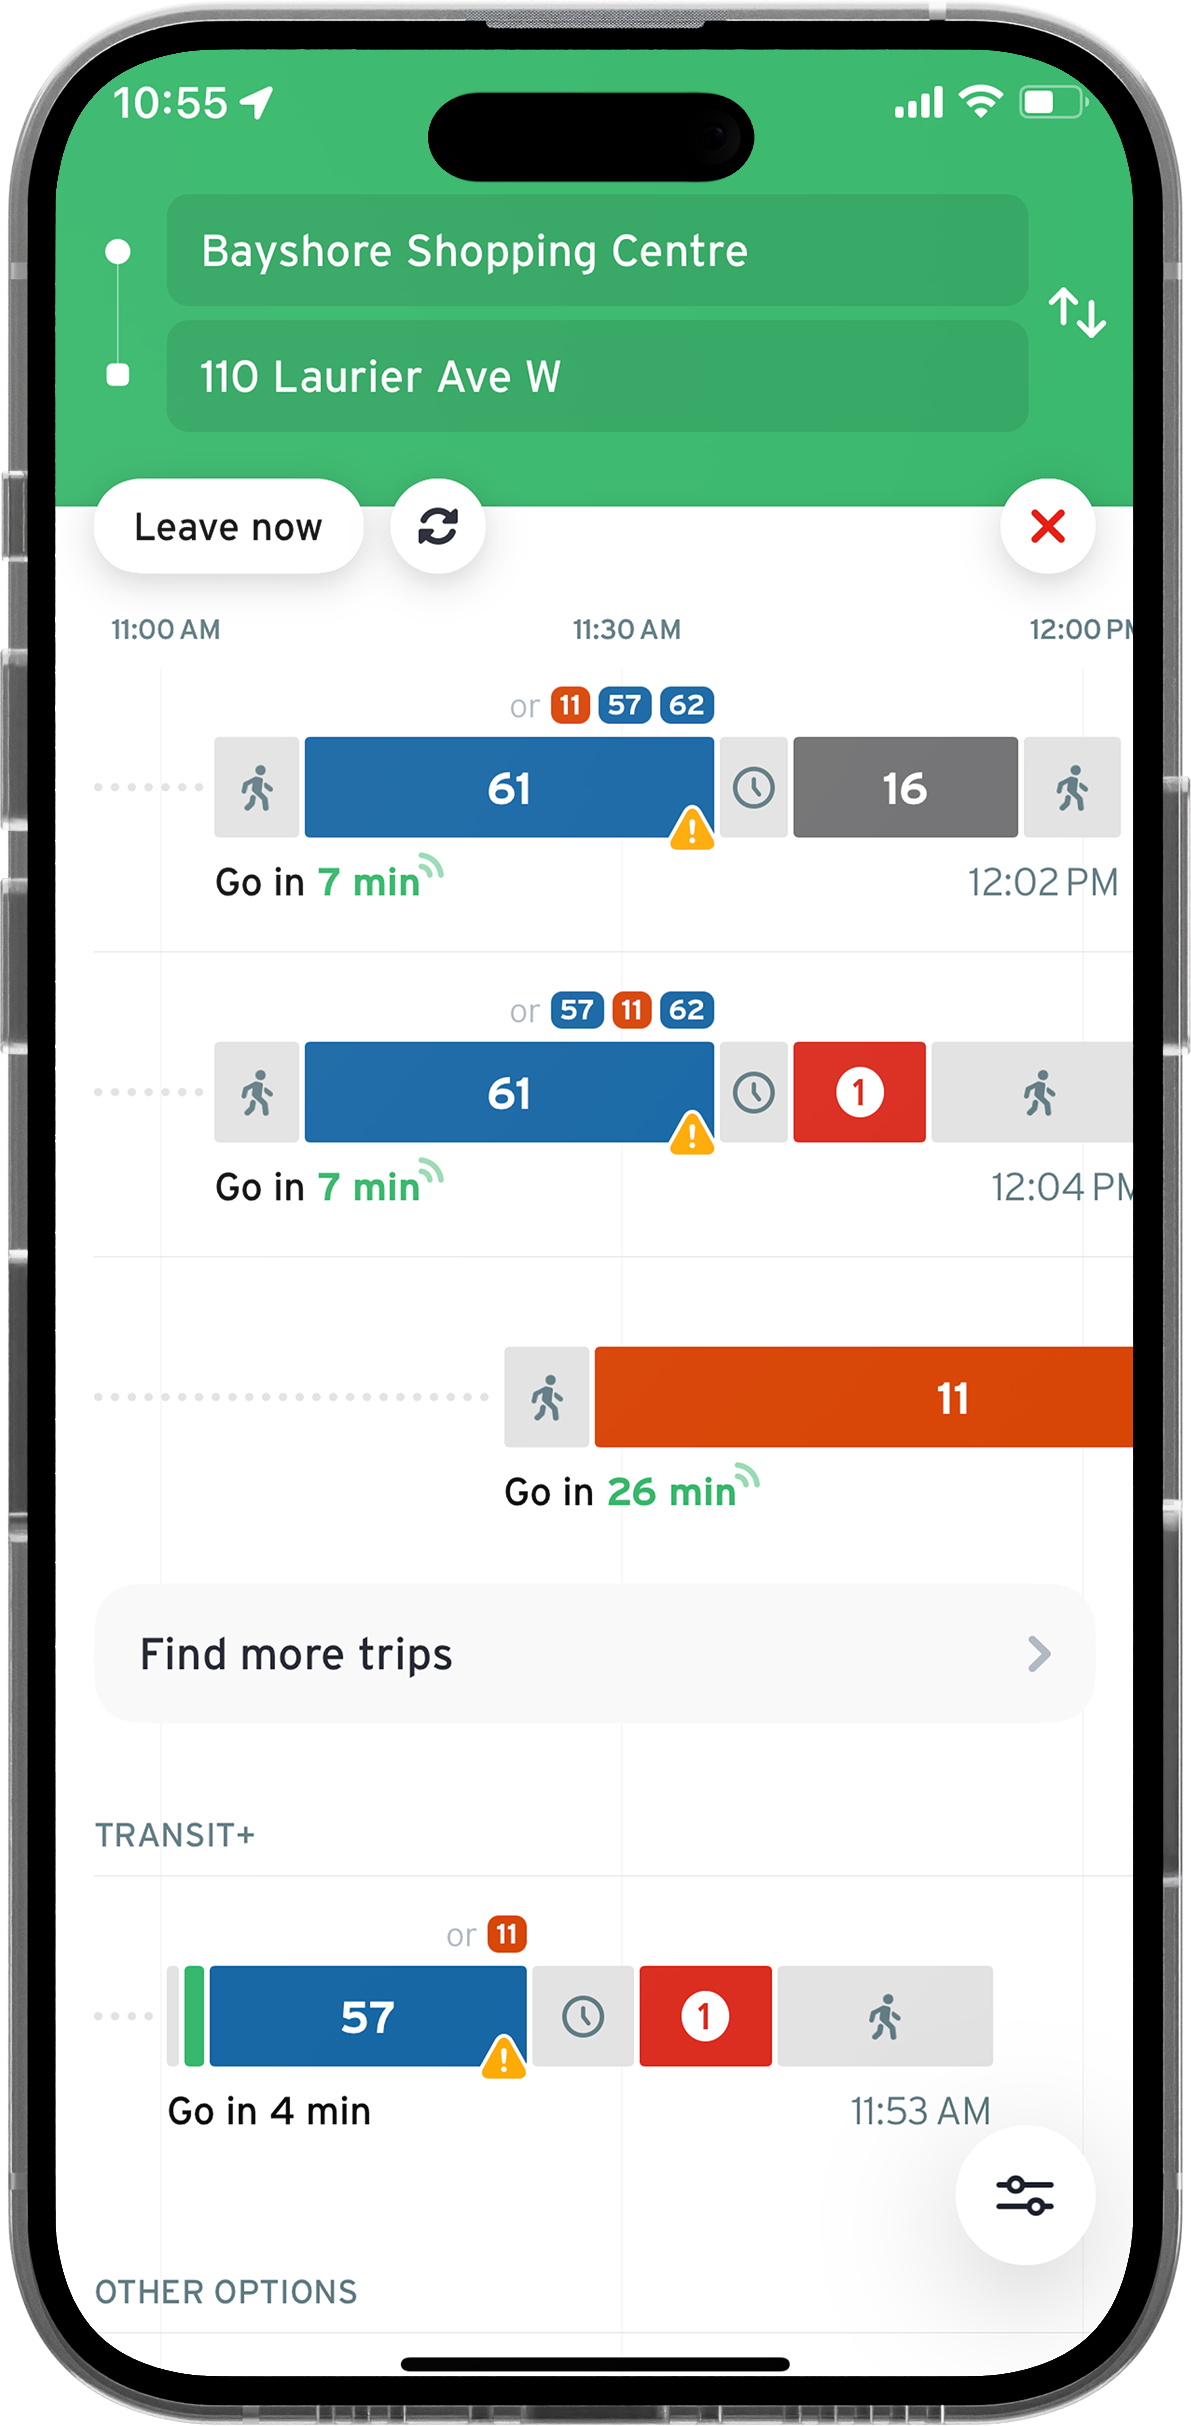 10:55
Bayshore Shopping Centre
110 Laurier Ave W
Leave now
11:00 AM 11:30 AM 12:00 PM
or 11 57 62
61 16
Go in 7 min 12:02 PM
or 57 11 62
61 1
Go in 7 min 12:04 PM
11
Go in 26 min
Find more trips
TRANSIT+
or 11
57 1
Go in 4 min 11:53 AM
OTHER OPTIONS